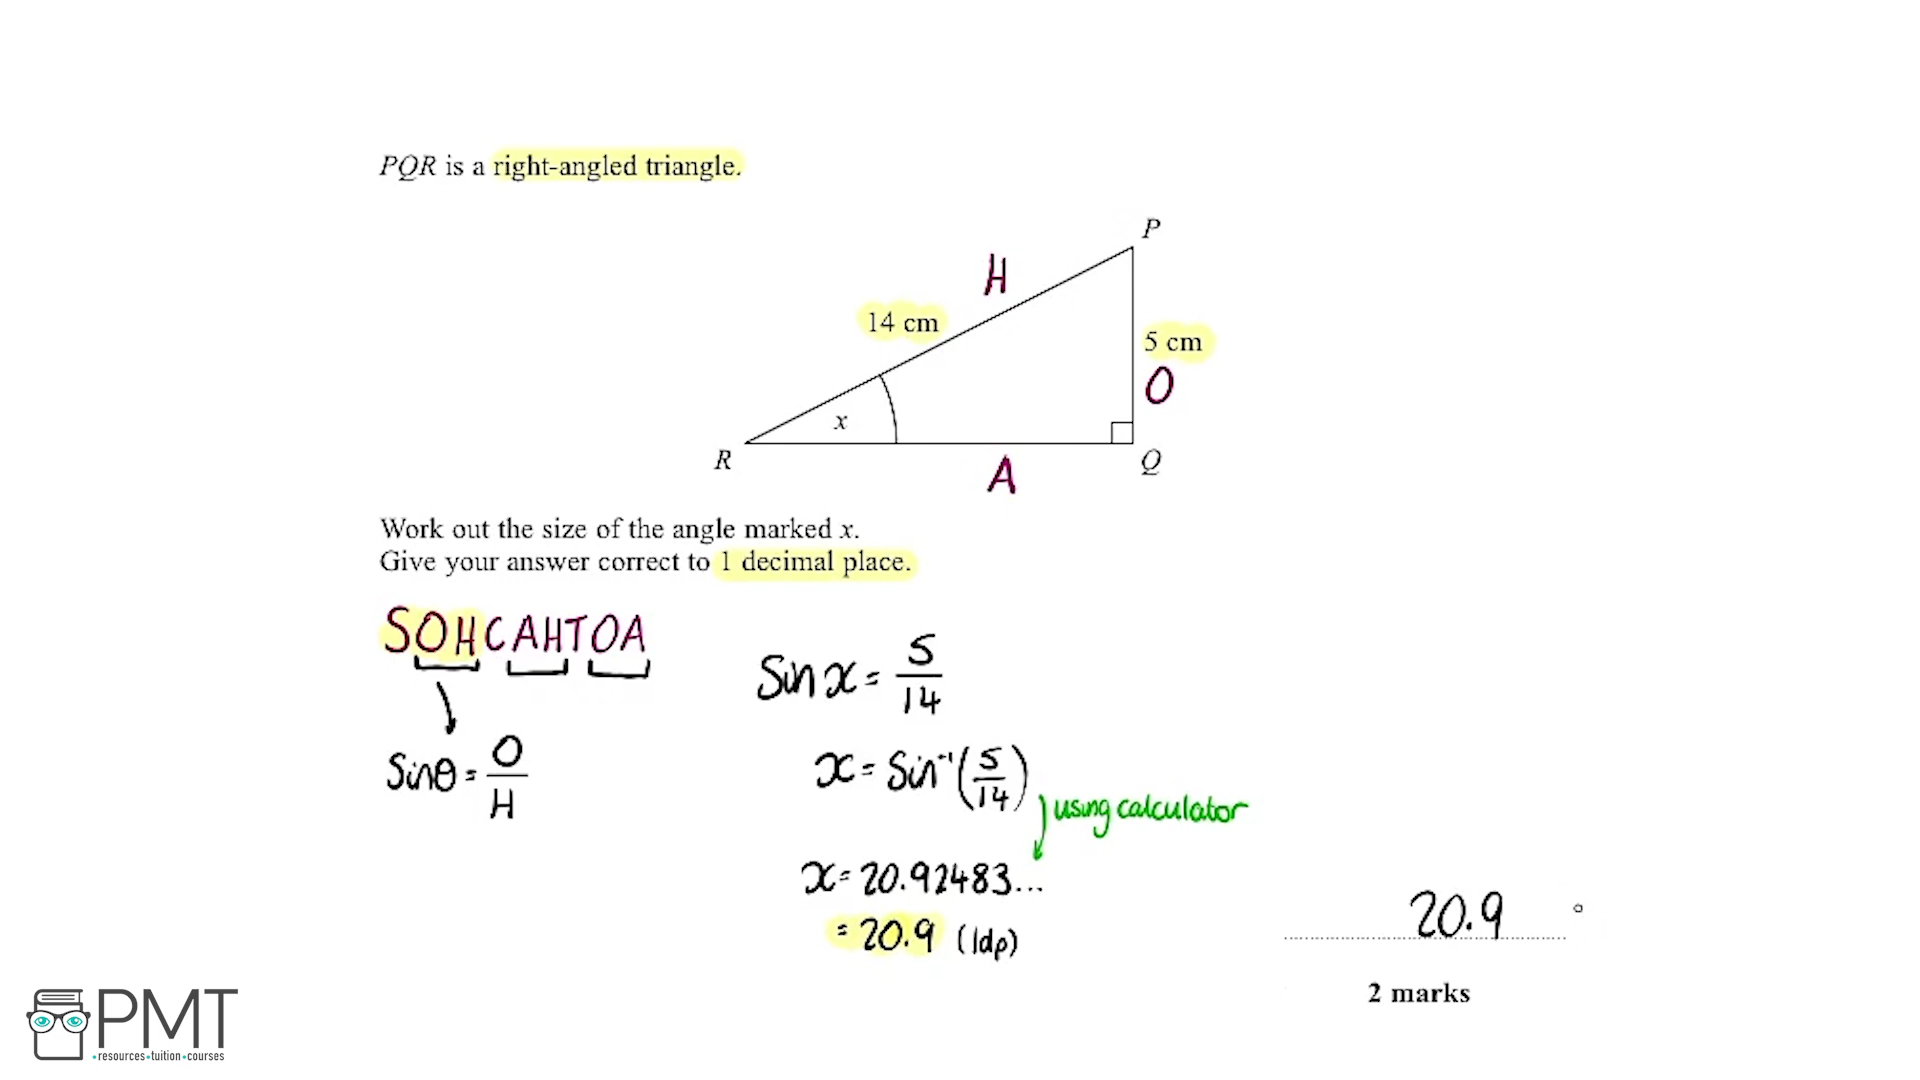 PQR is a right-angled triangle.
P
H
14 cm
5 cm
O
x
R
A
Q
Work out the size of the angle marked x.
Give your answer correct to 1 decimal place.
SOHCAHTOA
Sinθ = O/H
Sin x = 5/14
x = Sin⁻¹(5/14)
using calculator
x = 20.92483...
= 20.9 (1dp)
20.9 °
2 marks
PMT
•resources•tuition•courses